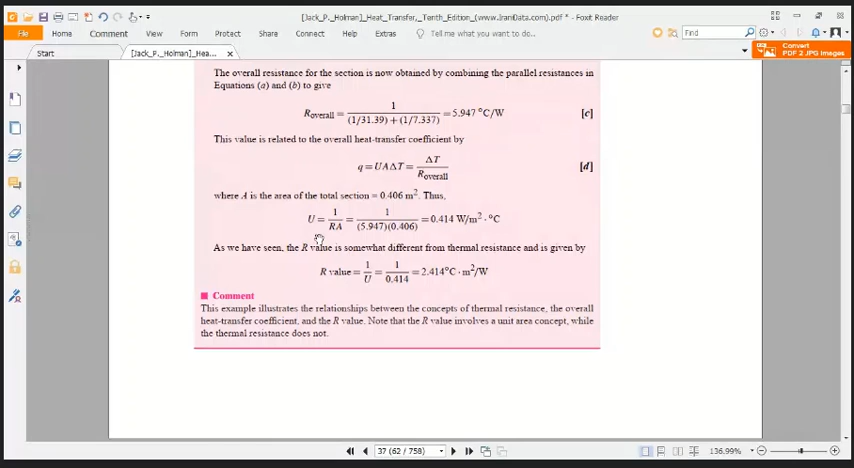 [Jack_P._Holman]_Heat_Transfer,_Tenth_Edition_(www.IraniData.com).pdf * - Foxit Reader
File Home Comment View Form Protect Share Connect Help Extras Tell me what you want to do... Find
Start [Jack_P._Holman]_Hea... Convert
PDF 2 JPG Images
The overall resistance for the section is now obtained by combining the parallel resistances in
Equations (a) and (b) to give
R_overall = 1/((1/31.39) + (1/7.337)) = 5.947 °C/W [c]
This value is related to the overall heat-transfer coefficient by
q = UAΔT = ΔT/R_overall [d]
where A is the area of the total section = 0.406 m². Thus,
U = 1/RA = 1/((5.947)(0.406)) = 0.414 W/m² · °C
As we have seen, the R value is somewhat different from thermal resistance and is given by
R value = 1/U = 1/0.414 = 2.414°C · m²/W
■ Comment
This example illustrates the relationships between the concepts of thermal resistance, the overall
heat-transfer coefficient, and the R value. Note that the R value involves a unit area concept, while
the thermal resistance does not.
37 (62 / 758) 136.99%